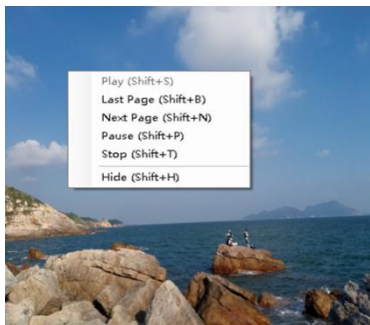 Play (Shift+S)
Last Page (Shift+B)
Next Page (Shift+N)
Pause (Shift+P)
Stop (Shift+T)
Hide (Shift+H)